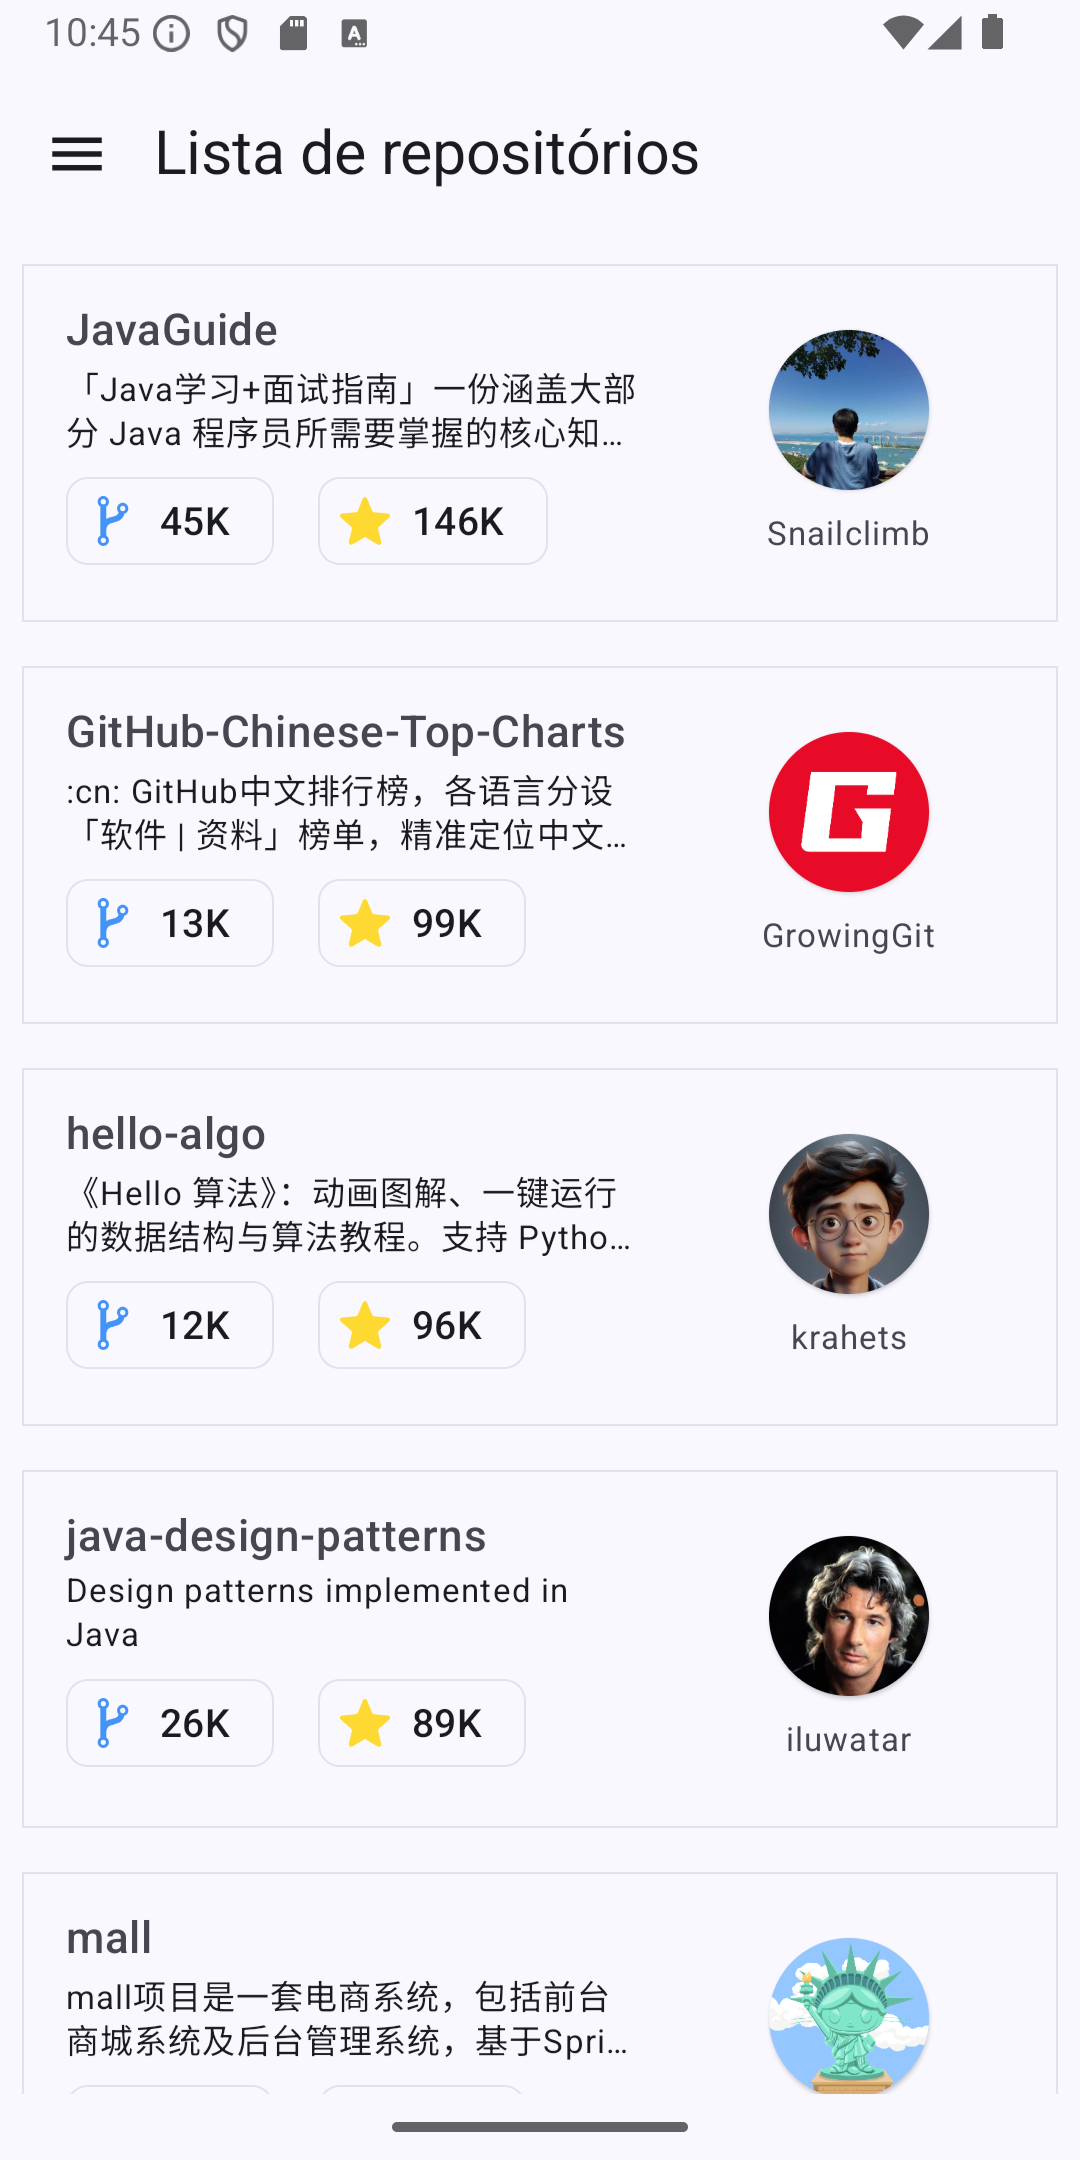 10:45
Lista de repositórios
JavaGuide
「Java学习+面试指南」一份涵盖大部
分 Java 程序员所需要掌握的核心知...
45K
146K
Snailclimb
GitHub-Chinese-Top-Charts
:cn: GitHub中文排行榜，各语言分设
「软件 | 资料」榜单，精准定位中文...
13K
99K
GrowingGit
hello-algo
《Hello 算法》：动画图解、一键运行
的数据结构与算法教程。支持 Pytho...
12K
96K
krahets
java-design-patterns
Design patterns implemented in
Java
26K
89K
iluwatar
mall
mall项目是一套电商系统，包括前台
商城系统及后台管理系统，基于Spri...